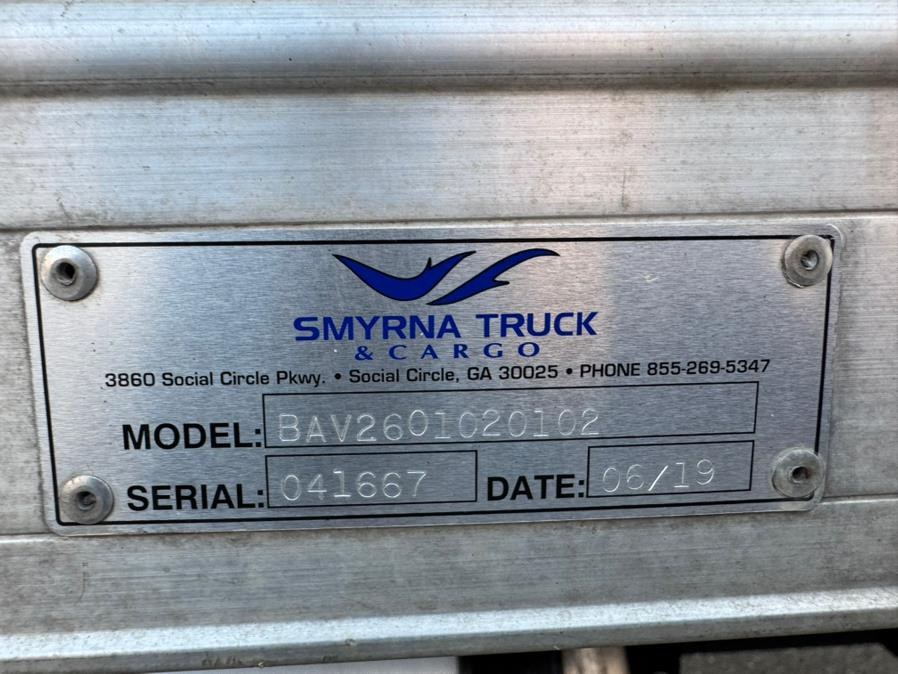 SMYRNA TRUCK
& CARGO
3860 Social Circle Pkwy. • Social Circle, GA 30025 • PHONE 855-269-5347
MODEL: BAV2601020102
SERIAL: 041667 DATE: 06/19